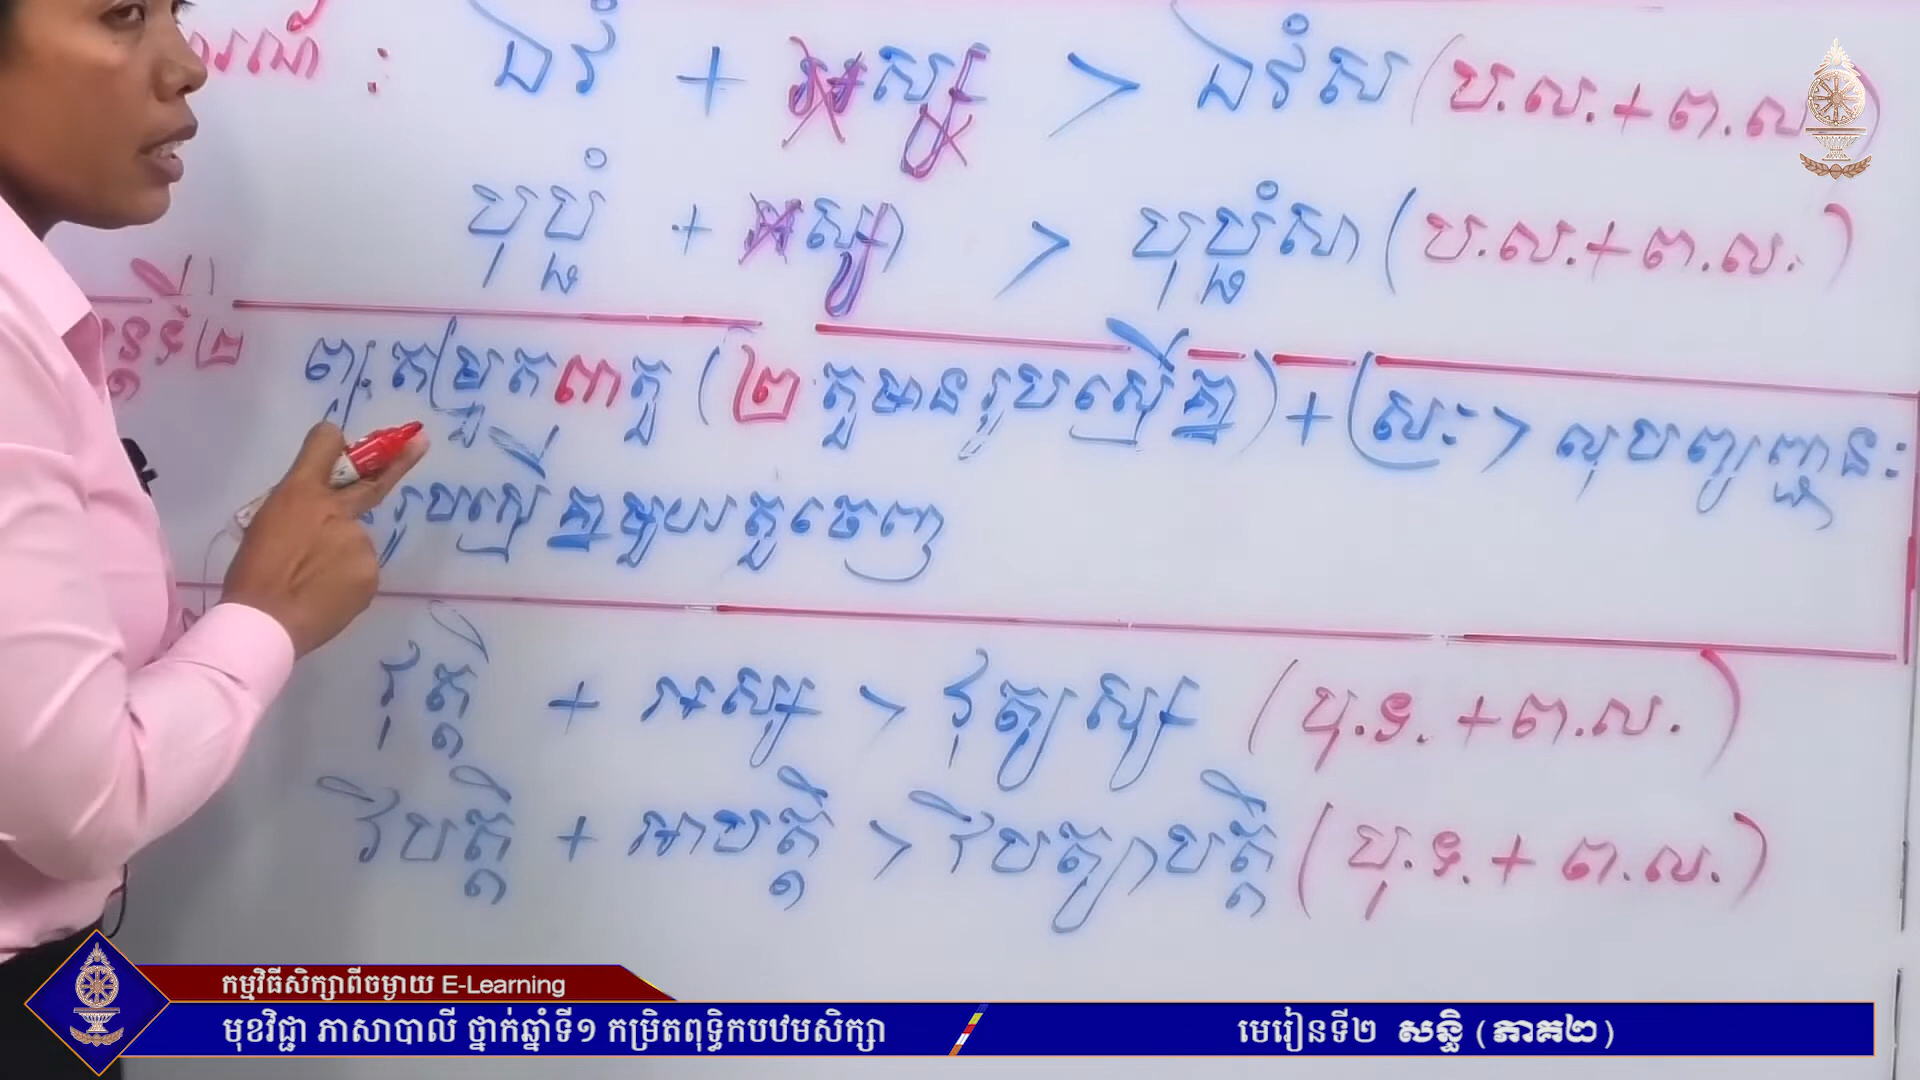 ឯវំ + អស្ស > ឯវំស (ប.ល.+ព.ល
បុប្ផំ + អស្សា > បុប្ផំសា (ប.ល.+ព.ល.)
ទី២
ព្យ: តម្រួតពាតួ (២ តួមានរូបស្មើគ្នា) + ស្រៈ > លុបព្យញ្ជនៈ
រូបស្មើគ្នាមួយតួចេញ
វុត្តិ + អស្ស > វុត្យស្ស (បុ.ទ. +ព.ល.)
វិបត្តិ + អាបត្តិ > វិបត្យាបត្តិ (បុ.ទ. + ព.ល.)
កម្មវិធីសិក្សាពីចម្ងាយ E-Learning
មុខវិជ្ជា ភាសាបាលី ថ្នាក់ឆ្នាំទី១ កម្រិតពុទ្ធិកបឋមសិក្សា
មេរៀនទី២ សន្ធិ (ភាគ២)